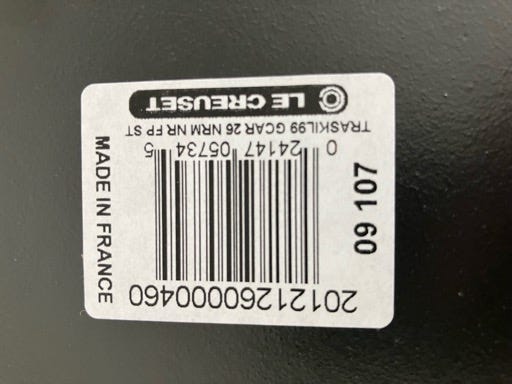 LE CREUSET
TRASKIL99 GCAR 26 NRM NR FP ST
0 24147 05734 5
20121260000460
MADE IN FRANCE
09 107